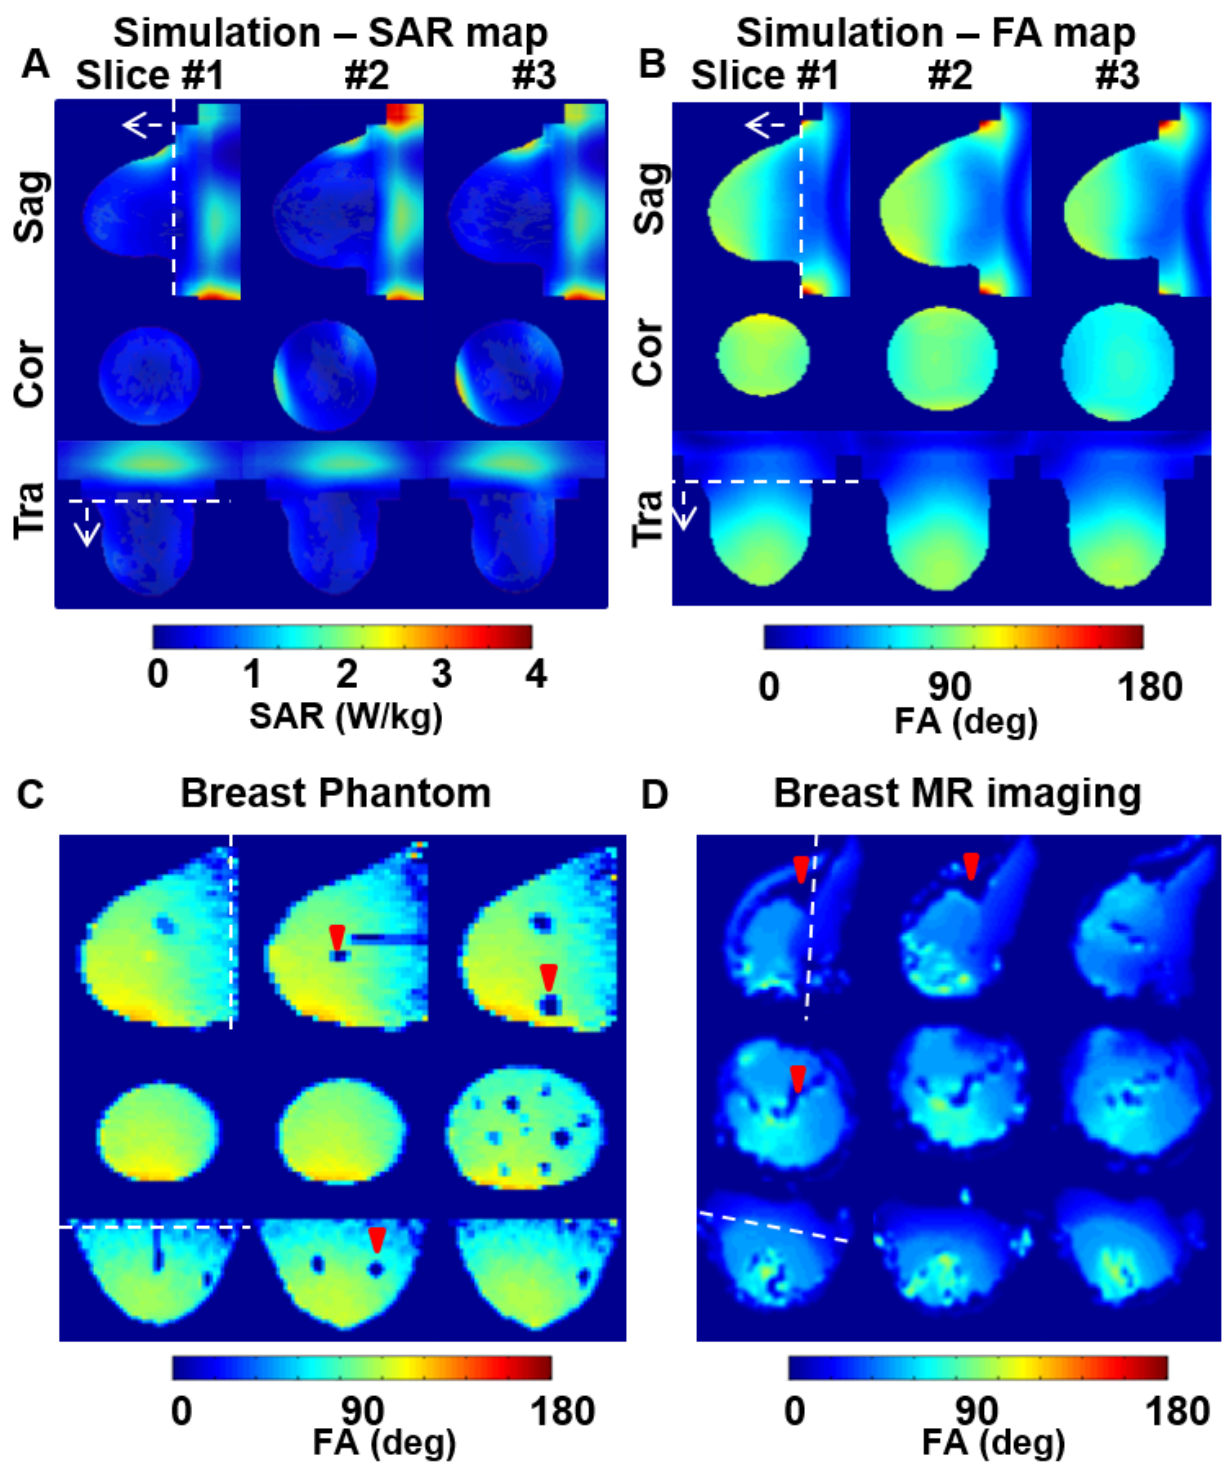 A
Simulation – SAR map
Slice #1 #2 #3
Sag
Cor
Tra
0 1 2 3 4
SAR (W/kg)
B
Simulation – FA map
Slice #1 #2 #3
Sag
Cor
Tra
0 90 180
FA (deg)
C
Breast Phantom
0 90 180
FA (deg)
D
Breast MR imaging
0 90 180
FA (deg)